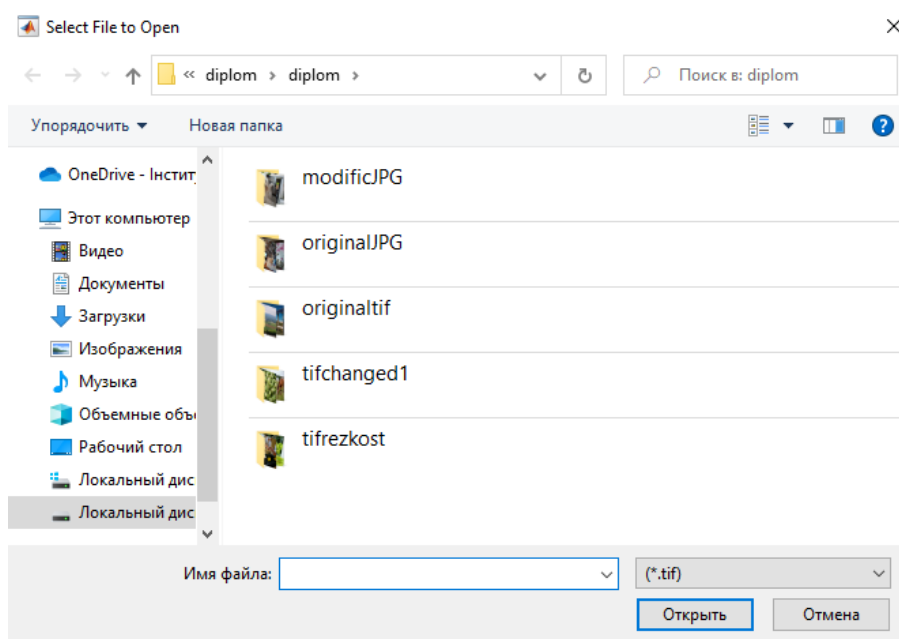 Select File to Open
« diplom › diplom ›
Поиск в: diplom
Упорядочить
Новая папка
OneDrive - Інстит
Этот компьютер
Видео
Документы
Загрузки
Изображения
Музыка
Объемные объ
Рабочий стол
Локальный дис
Локальный дис
modificJPG
originalJPG
originaltif
tifchanged1
tifrezkost
Имя файла:
(*.tif)
Открыть
Отмена